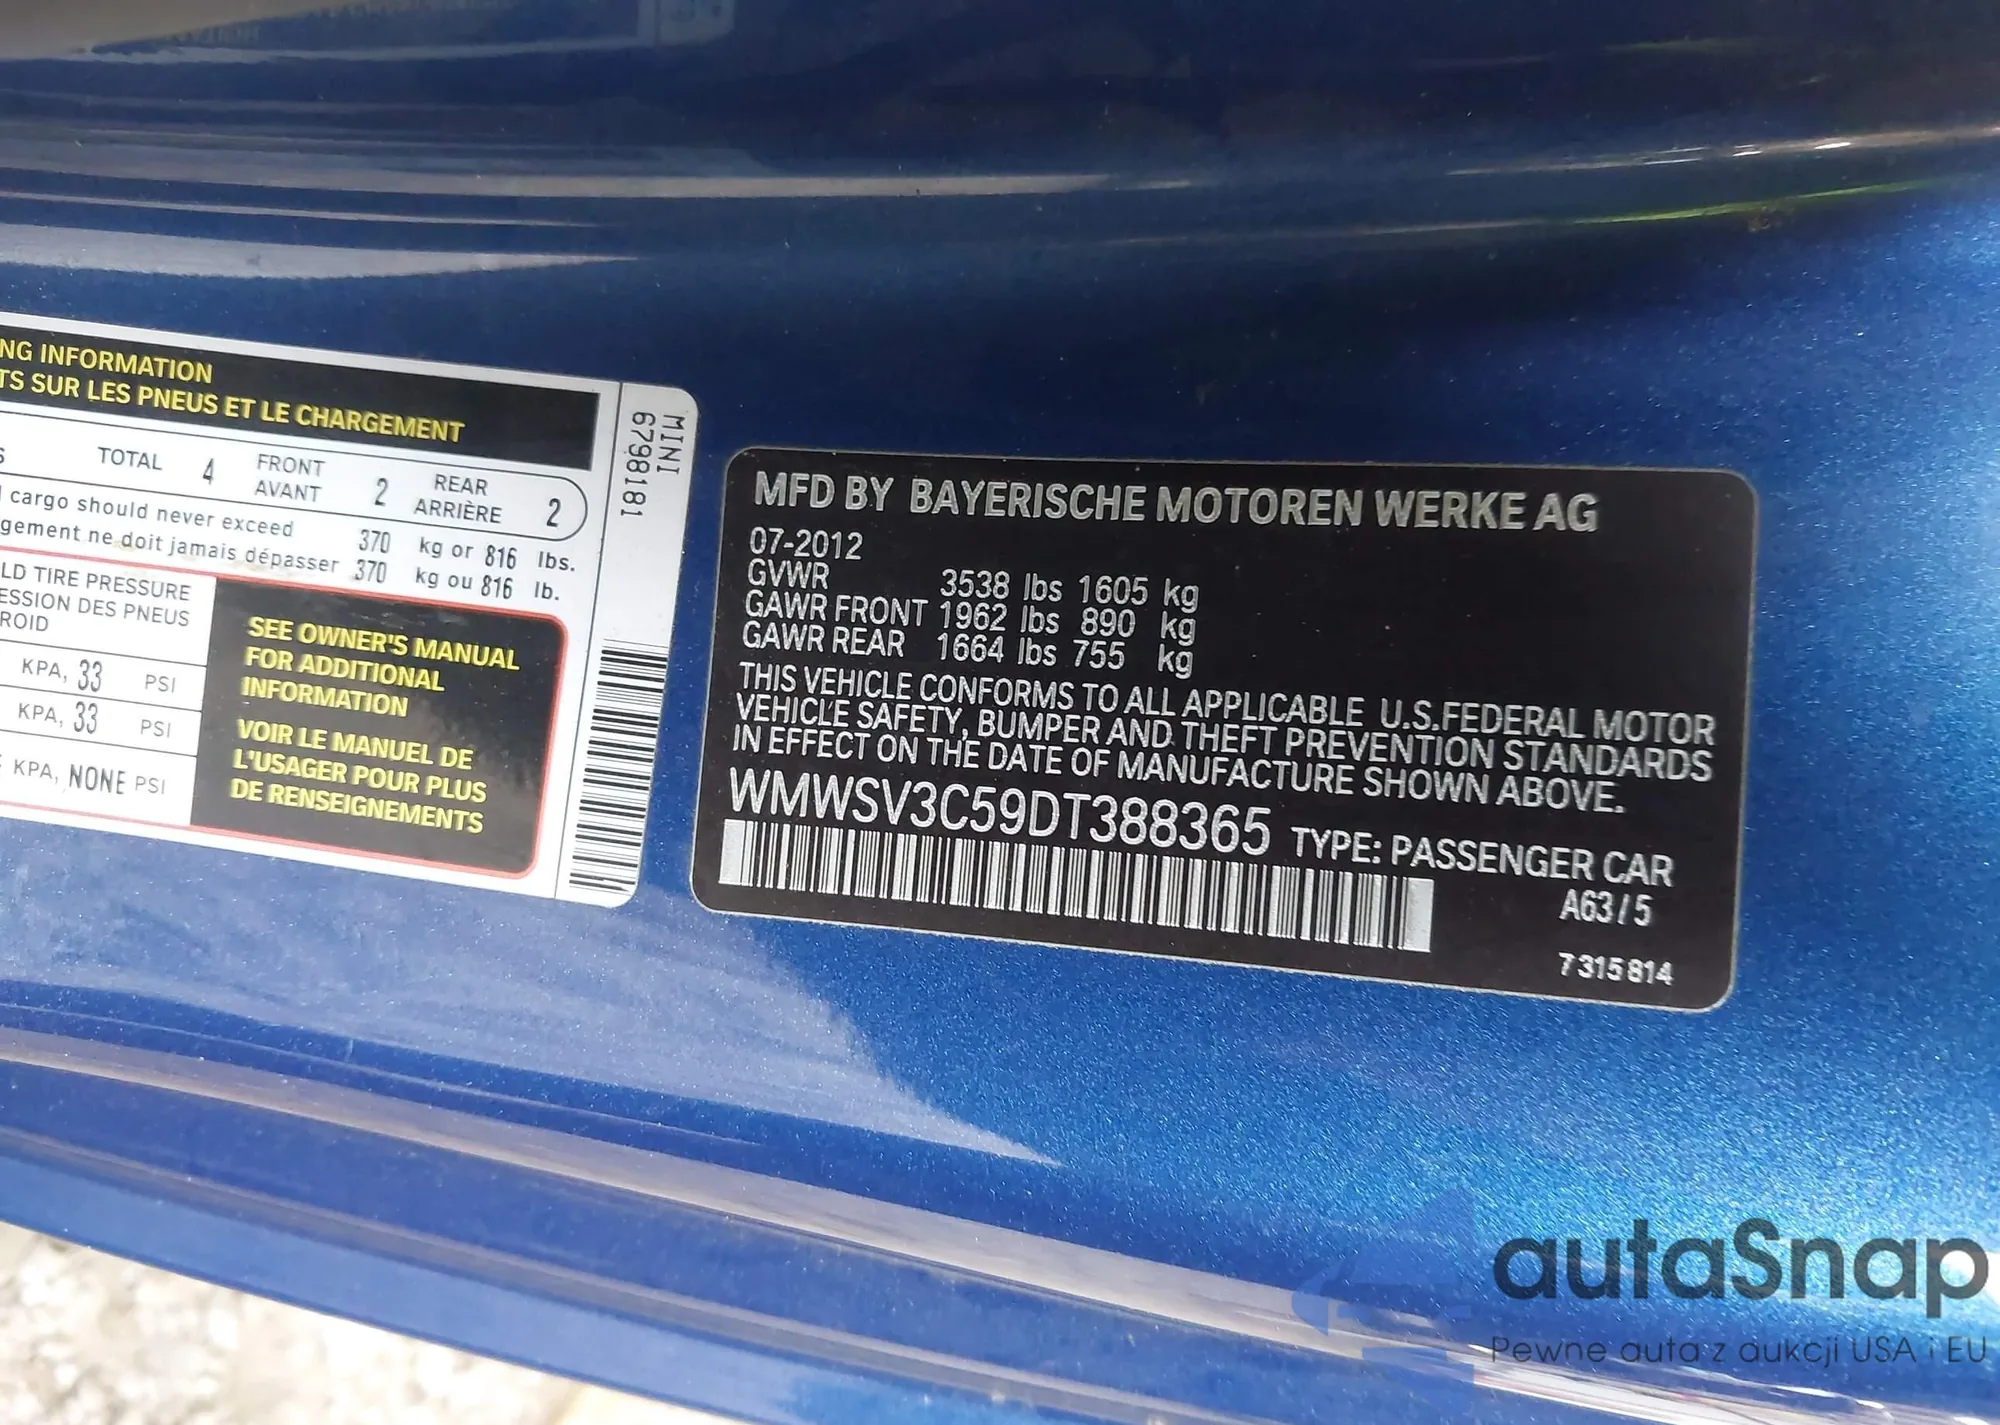 NG INFORMATION
TS SUR LES PNEUS ET LE CHARGEMENT
TOTAL 4 FRONT AVANT 2 REAR ARRIÈRE 2
cargo should never exceed 370 kg or 816 lbs.
gement ne doit jamais dépasser 370 kg ou 816 lb.
LD TIRE PRESSURE
ESSION DES PNEUS
ROID
KPA, 33 PSI
KPA, 33 PSI
KPA, NONE PSI
SEE OWNER'S MANUAL
FOR ADDITIONAL
INFORMATION
VOIR LE MANUEL DE
L'USAGER POUR PLUS
DE RENSEIGNEMENTS
MINI
6798181
MFD BY BAYERISCHE MOTOREN WERKE AG
07-2012
GVWR 3538 lbs 1605 kg
GAWR FRONT 1962 lbs 890 kg
GAWR REAR 1664 lbs 755 kg
THIS VEHICLE CONFORMS TO ALL APPLICABLE U.S.FEDERAL MOTOR
VEHICLE SAFETY, BUMPER AND THEFT PREVENTION STANDARDS
IN EFFECT ON THE DATE OF MANUFACTURE SHOWN ABOVE.
WMWSV3C59DT388365 TYPE: PASSENGER CAR
A63/5
7 315 814
autaSnap
Pewne auta z aukcji USA i EU